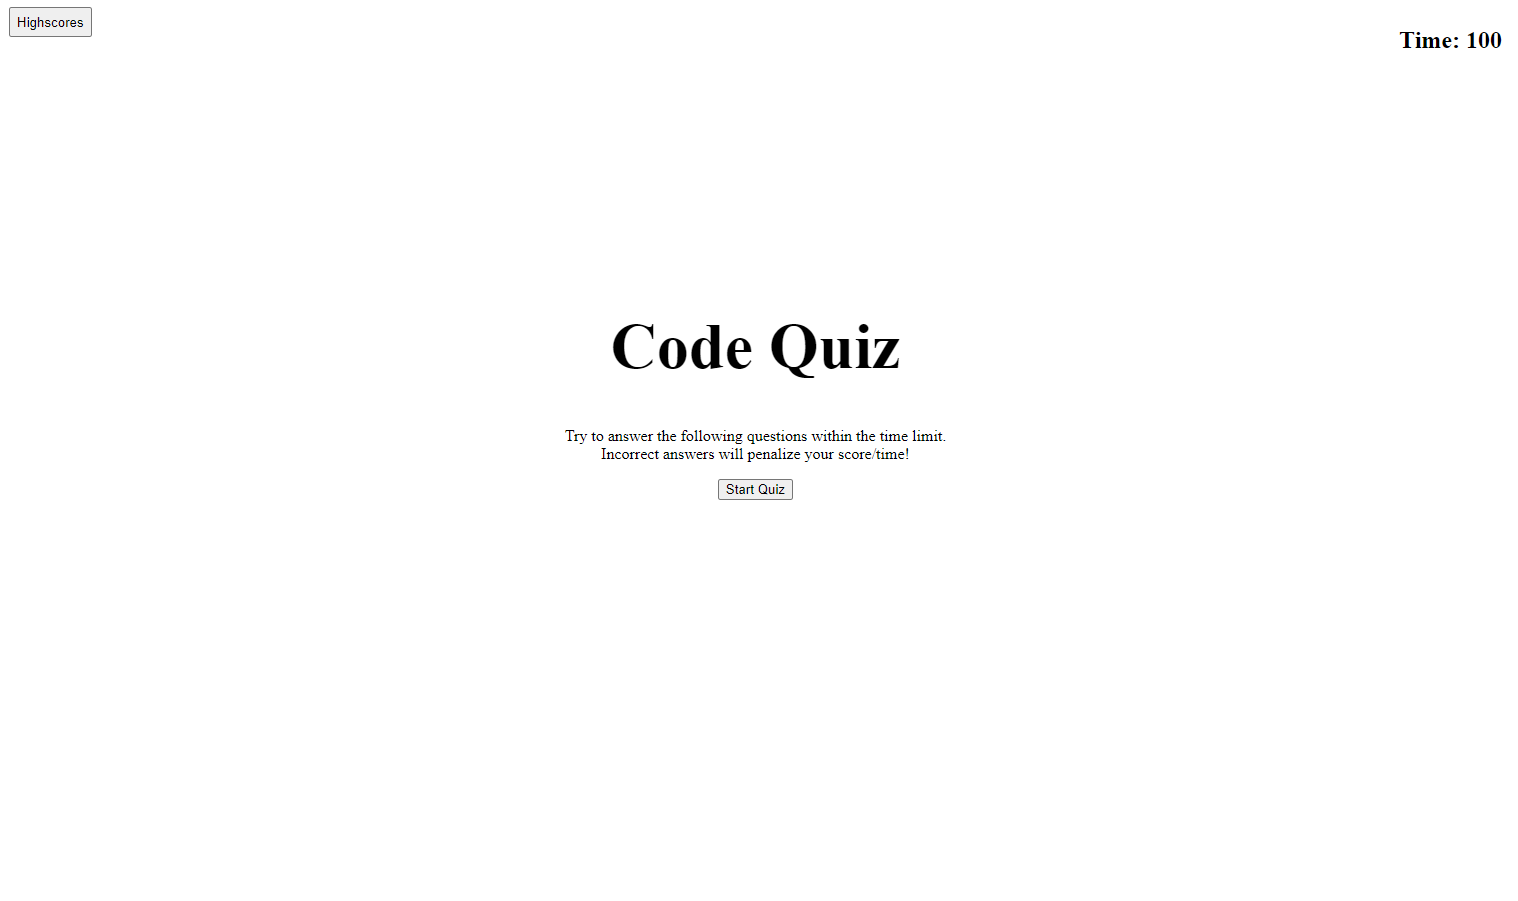 Highscores
Time: 100
Code Quiz
Try to answer the following questions within the time limit.
Incorrect answers will penalize your score/time!
Start Quiz